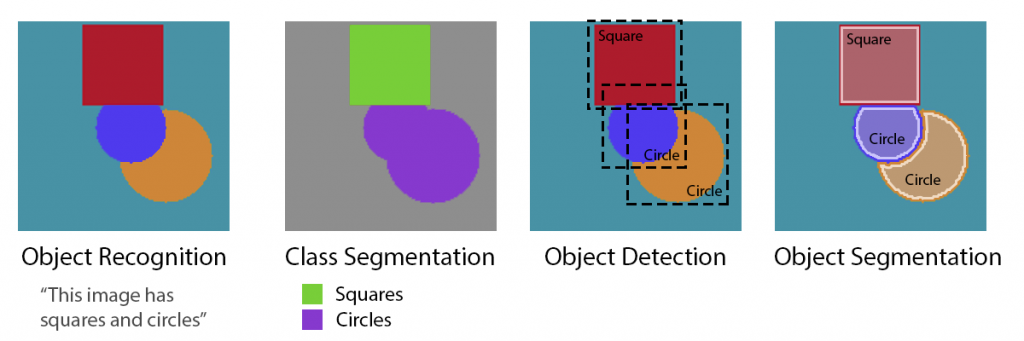 Square
Circle
Circle
Square
Circle
Circle
Object Recognition
Class Segmentation
Object Detection
Object Segmentation
“This image has
squares and circles”
Squares
Circles